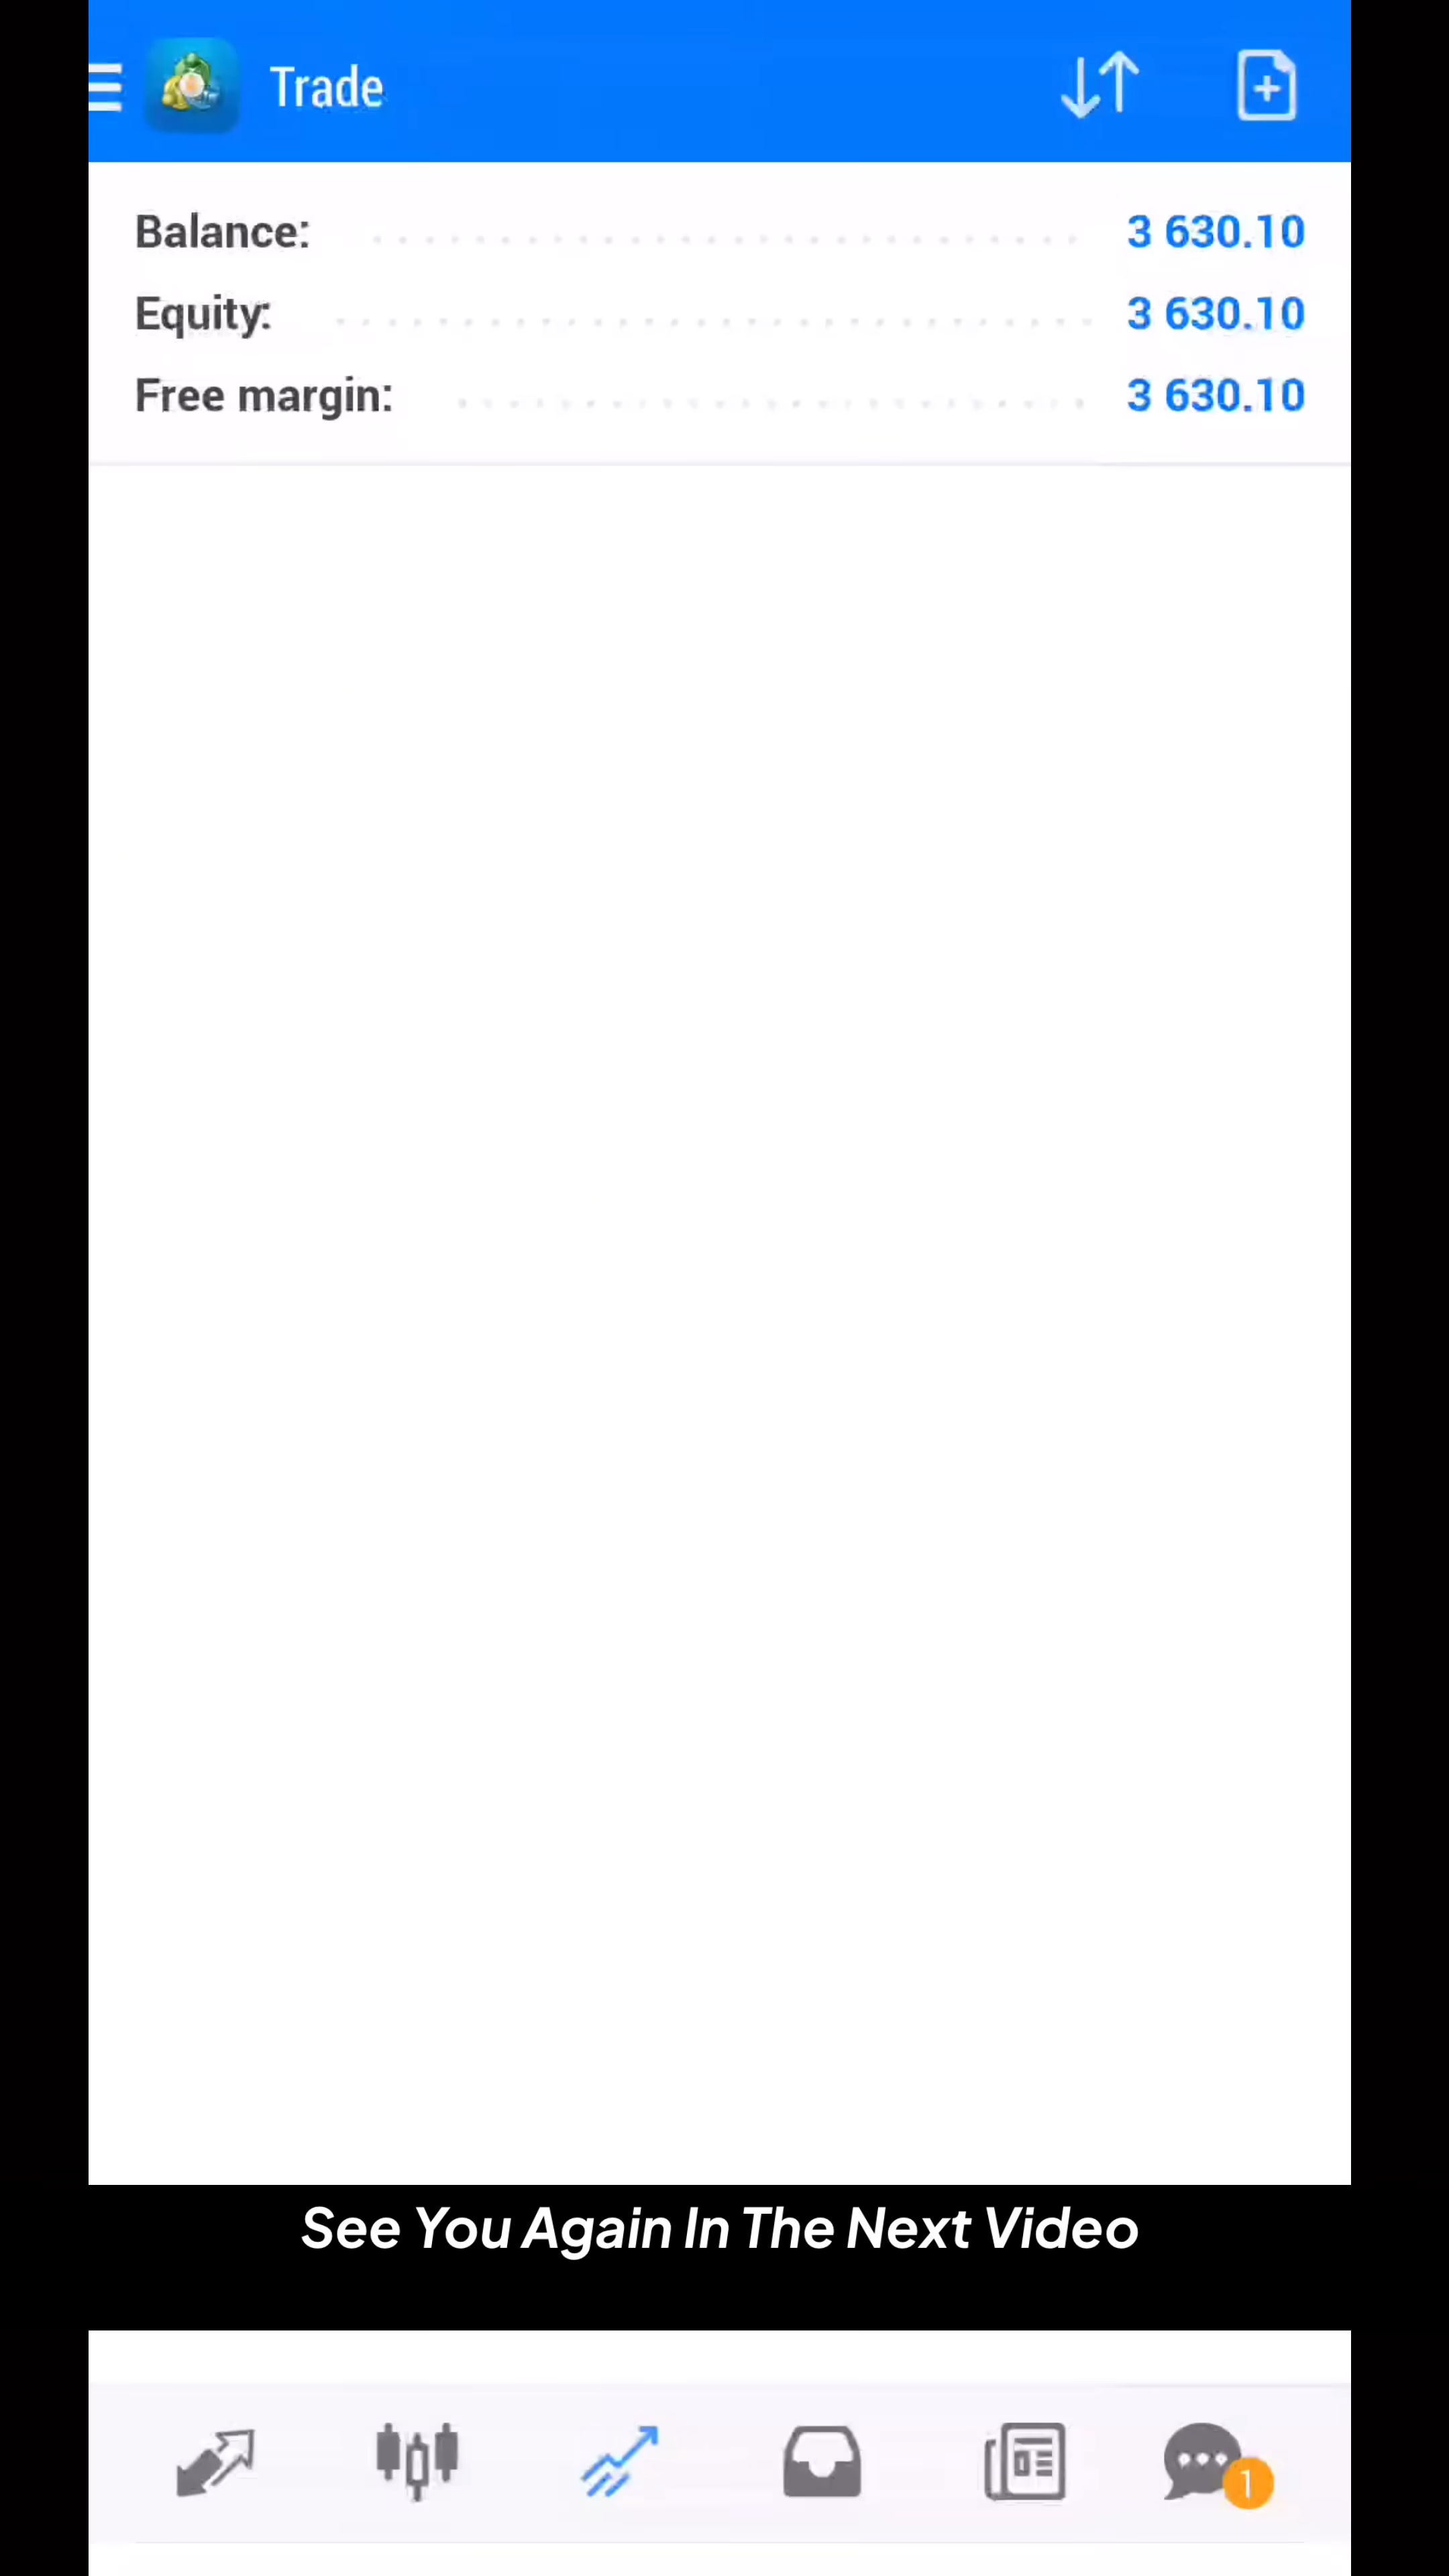 Trade
Balance: 3 630.10
Equity: 3 630.10
Free margin: 3 630.10
See You Again In The Next Video
1